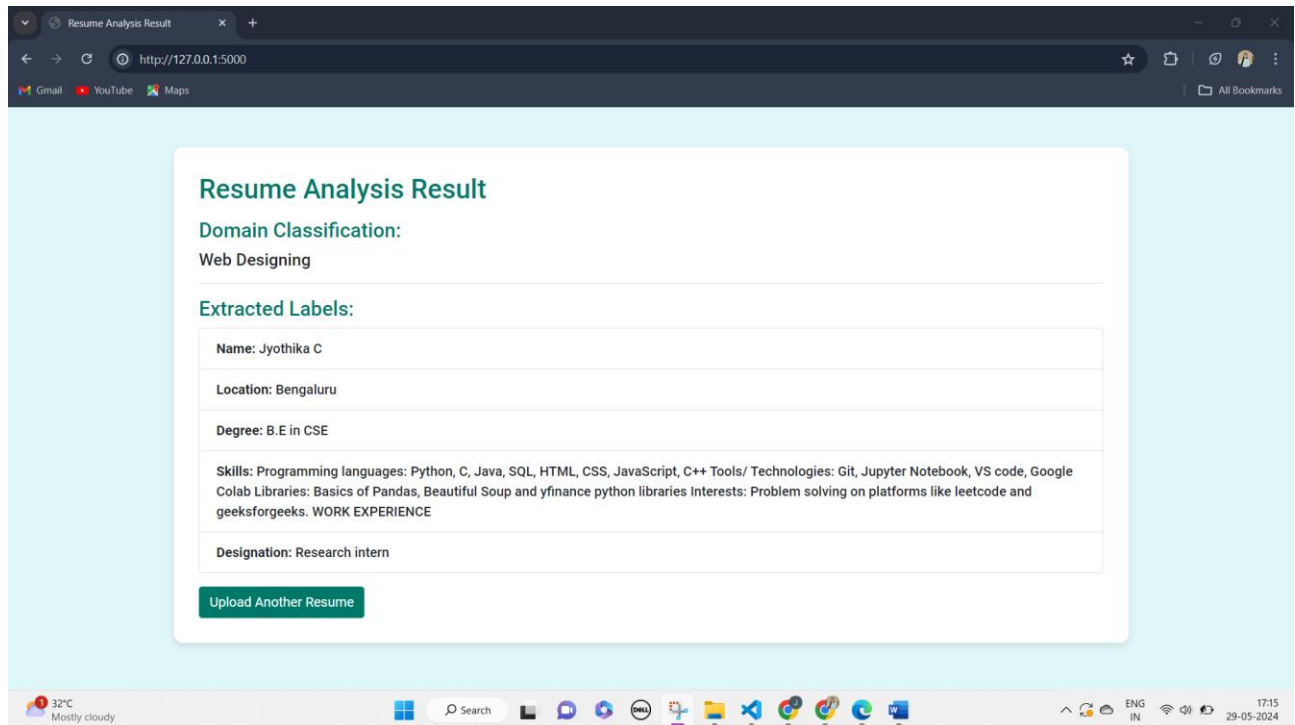 Resume Analysis Result
http://127.0.0.1:5000
Gmail YouTube Maps
All Bookmarks
Resume Analysis Result
Domain Classification:
Web Designing
Extracted Labels:
Name: Jyothika C
Location: Bengaluru
Degree: B.E in CSE
Skills: Programming languages: Python, C, Java, SQL, HTML, CSS, JavaScript, C++ Tools/ Technologies: Git, Jupyter Notebook, VS code, Google
Colab Libraries: Basics of Pandas, Beautiful Soup and yfinance python libraries Interests: Problem solving on platforms like leetcode and
geeksforgeeks. WORK EXPERIENCE
Designation: Research intern
Upload Another Resume
1
32°C
Mostly cloudy
Search
DELL
W
ENG
IN
17:15
29-05-2024